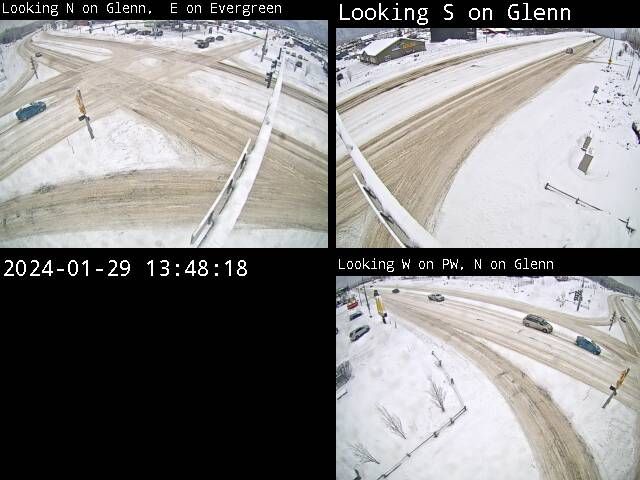 Looking N on Glenn,  E on Evergreen
Looking S on Glenn
2024-01-29 13:48:18
Looking W on PW, N on Glenn